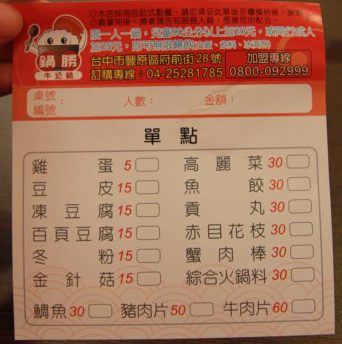 鍋勝
牛奶鍋
台中市豐原區府前街28號
訂購專線:04-25281785
加盟專線
0800-092999
桌號:
編號:
人數:
金額:
單點
雞蛋 5
高麗菜 30
豆皮 15
魚餃 30
凍豆腐 15
貢丸 30
百頁豆腐 15
赤目花枝 30
冬粉 15
蟹肉棒 30
金針菇 15
綜合火鍋料 30
鯛魚 30
豬肉片 50
牛肉片 60